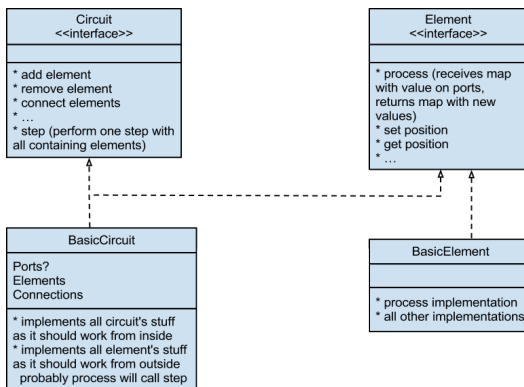 Circuit
<<interface>>
* add element
* remove element
* connect elements
* ...
* step (perform one step with
all containing elements)
Element
<<interface>>
* process (receives map
with value on ports,
returns map with new
values)
* set position
* get position
* ...
BasicCircuit
Ports?
Elements
Connections
* implements all circuit's stuff
as it should work from inside
* implements all element's stuff
as it should work from outside
probably process will call step
BasicElement
* process implementation
* all other implementations